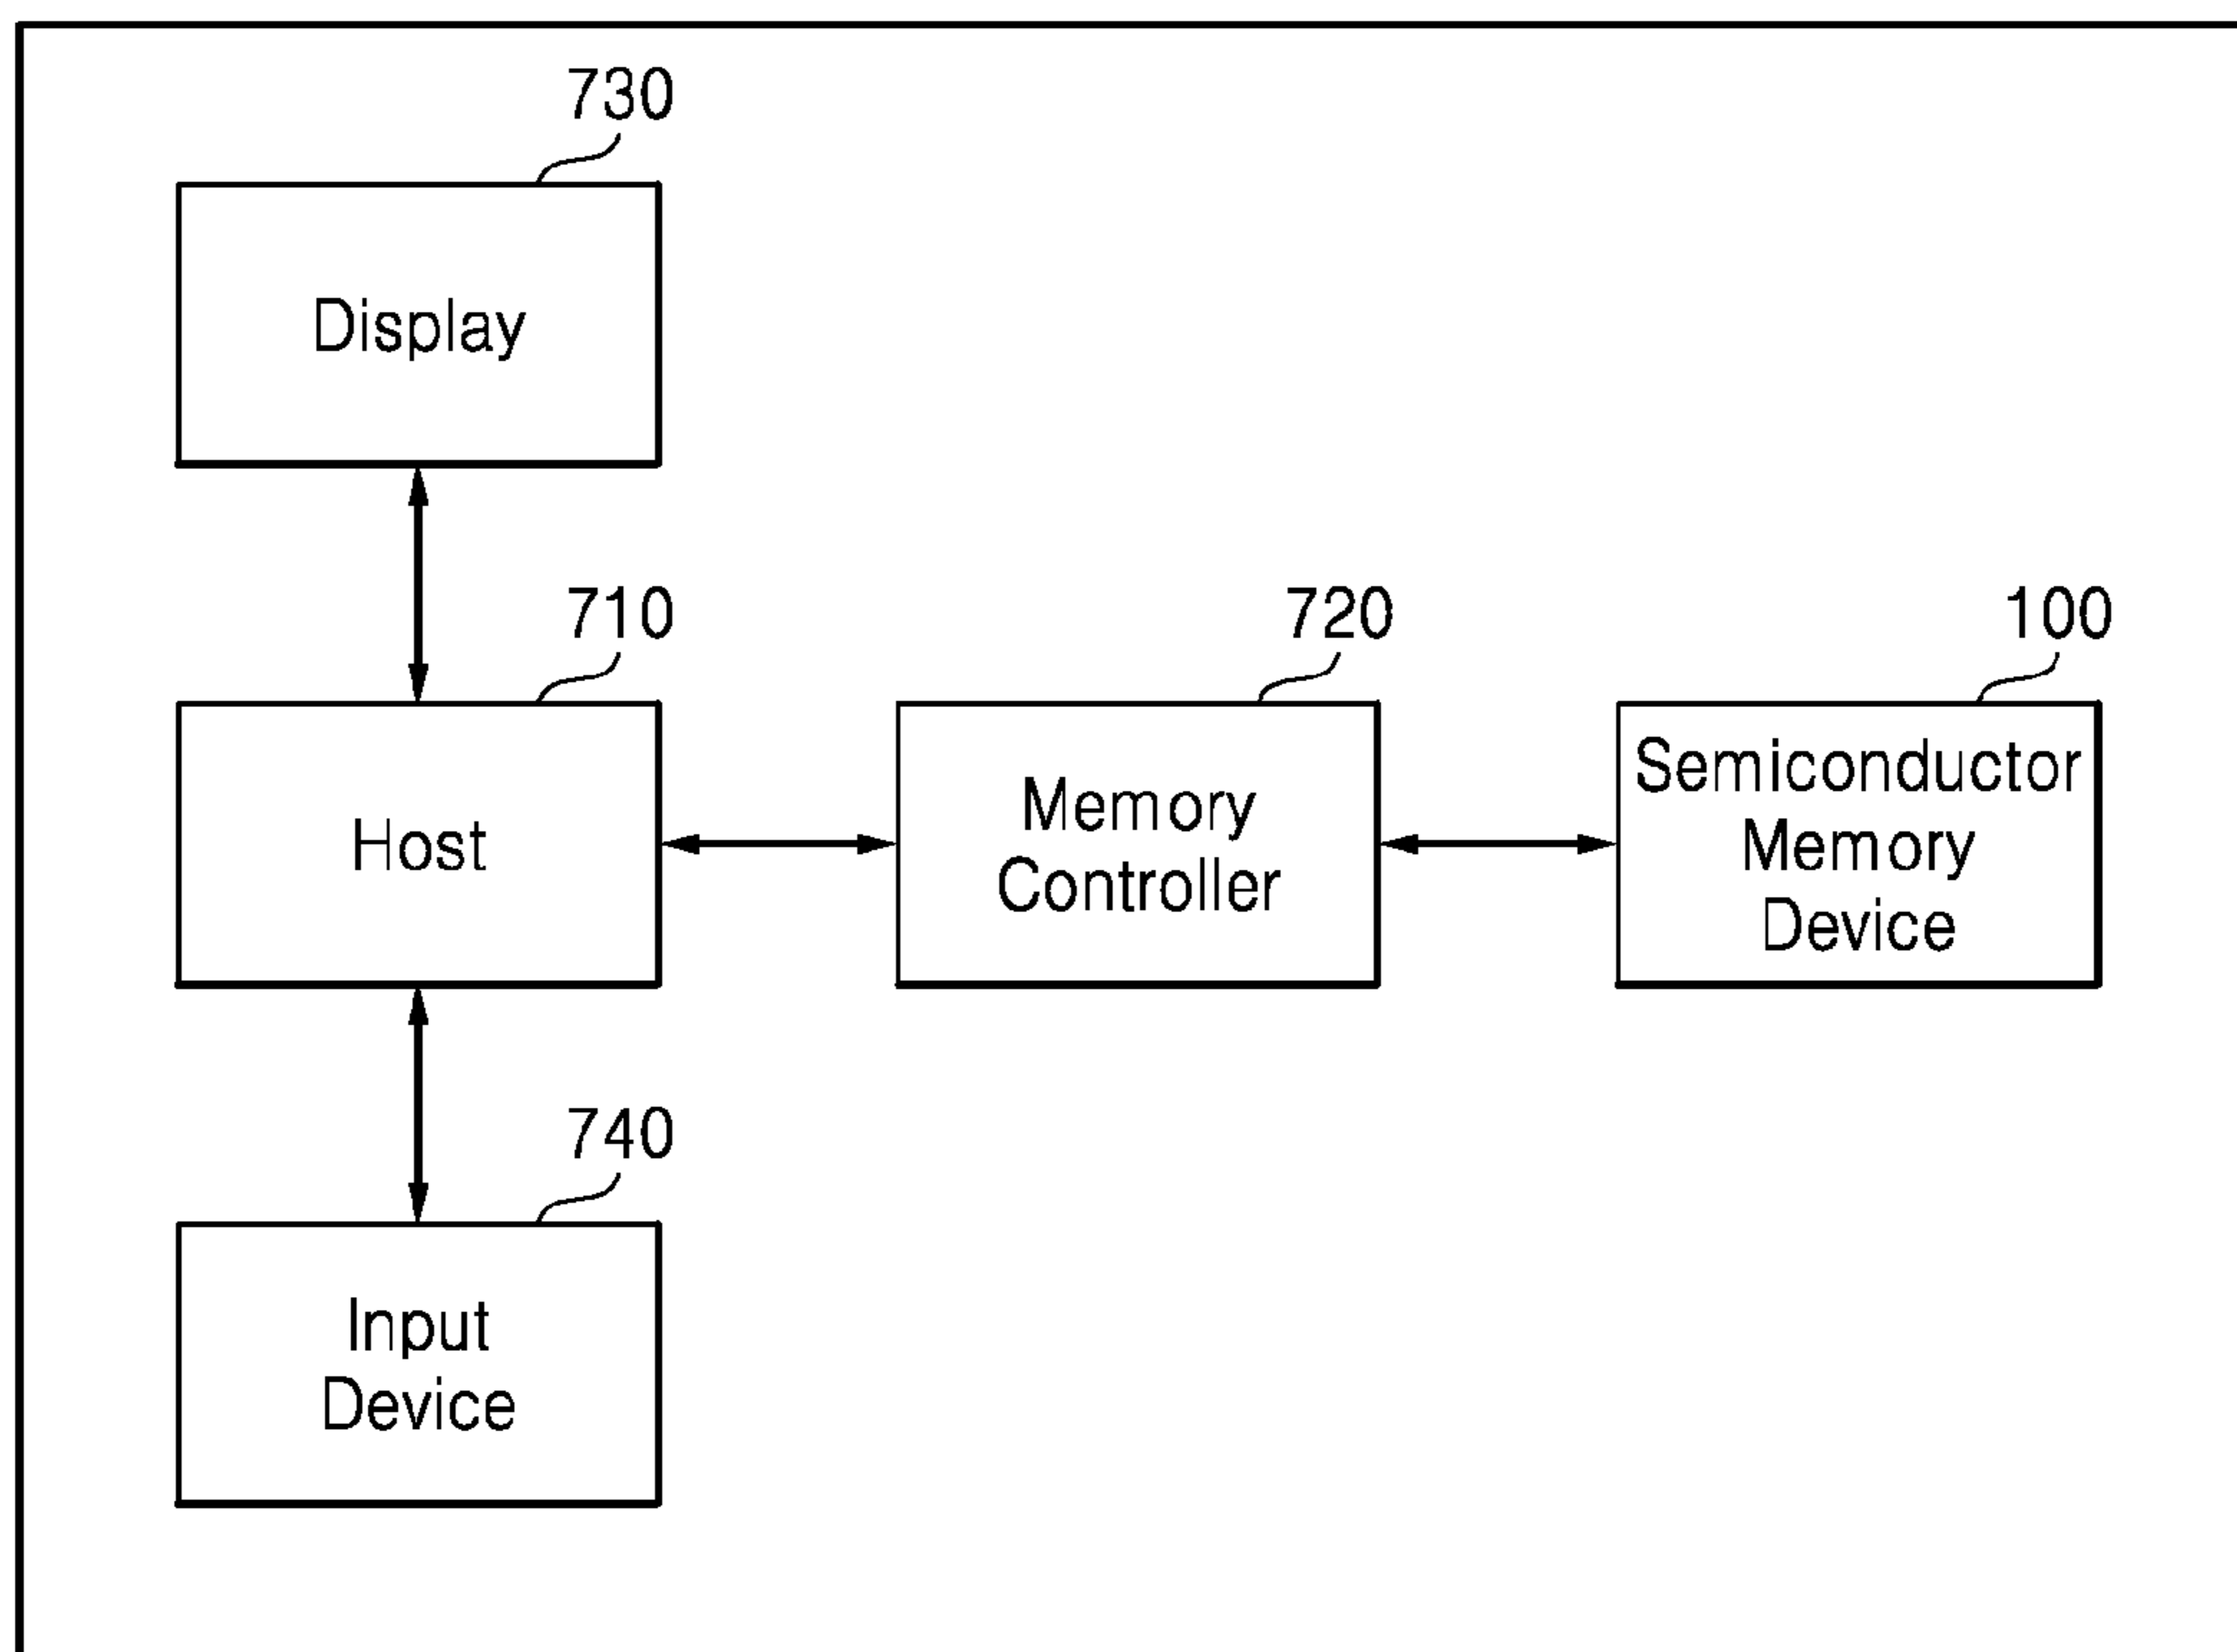 730
Display
710
720
100
Host
Memory
Controller
Semiconductor
Memory
Device
740
Input
Device